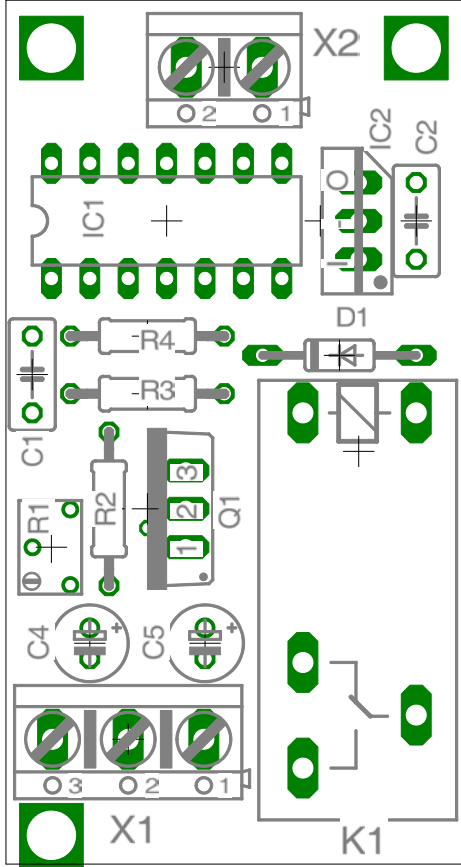 X2
2 1
IC2
C2
IC1
O
-
I
D1
-R4
-R3
C1
R2
3
2
1
Q1
R1
C4
+
C5
+
3 2 1
X1
K1